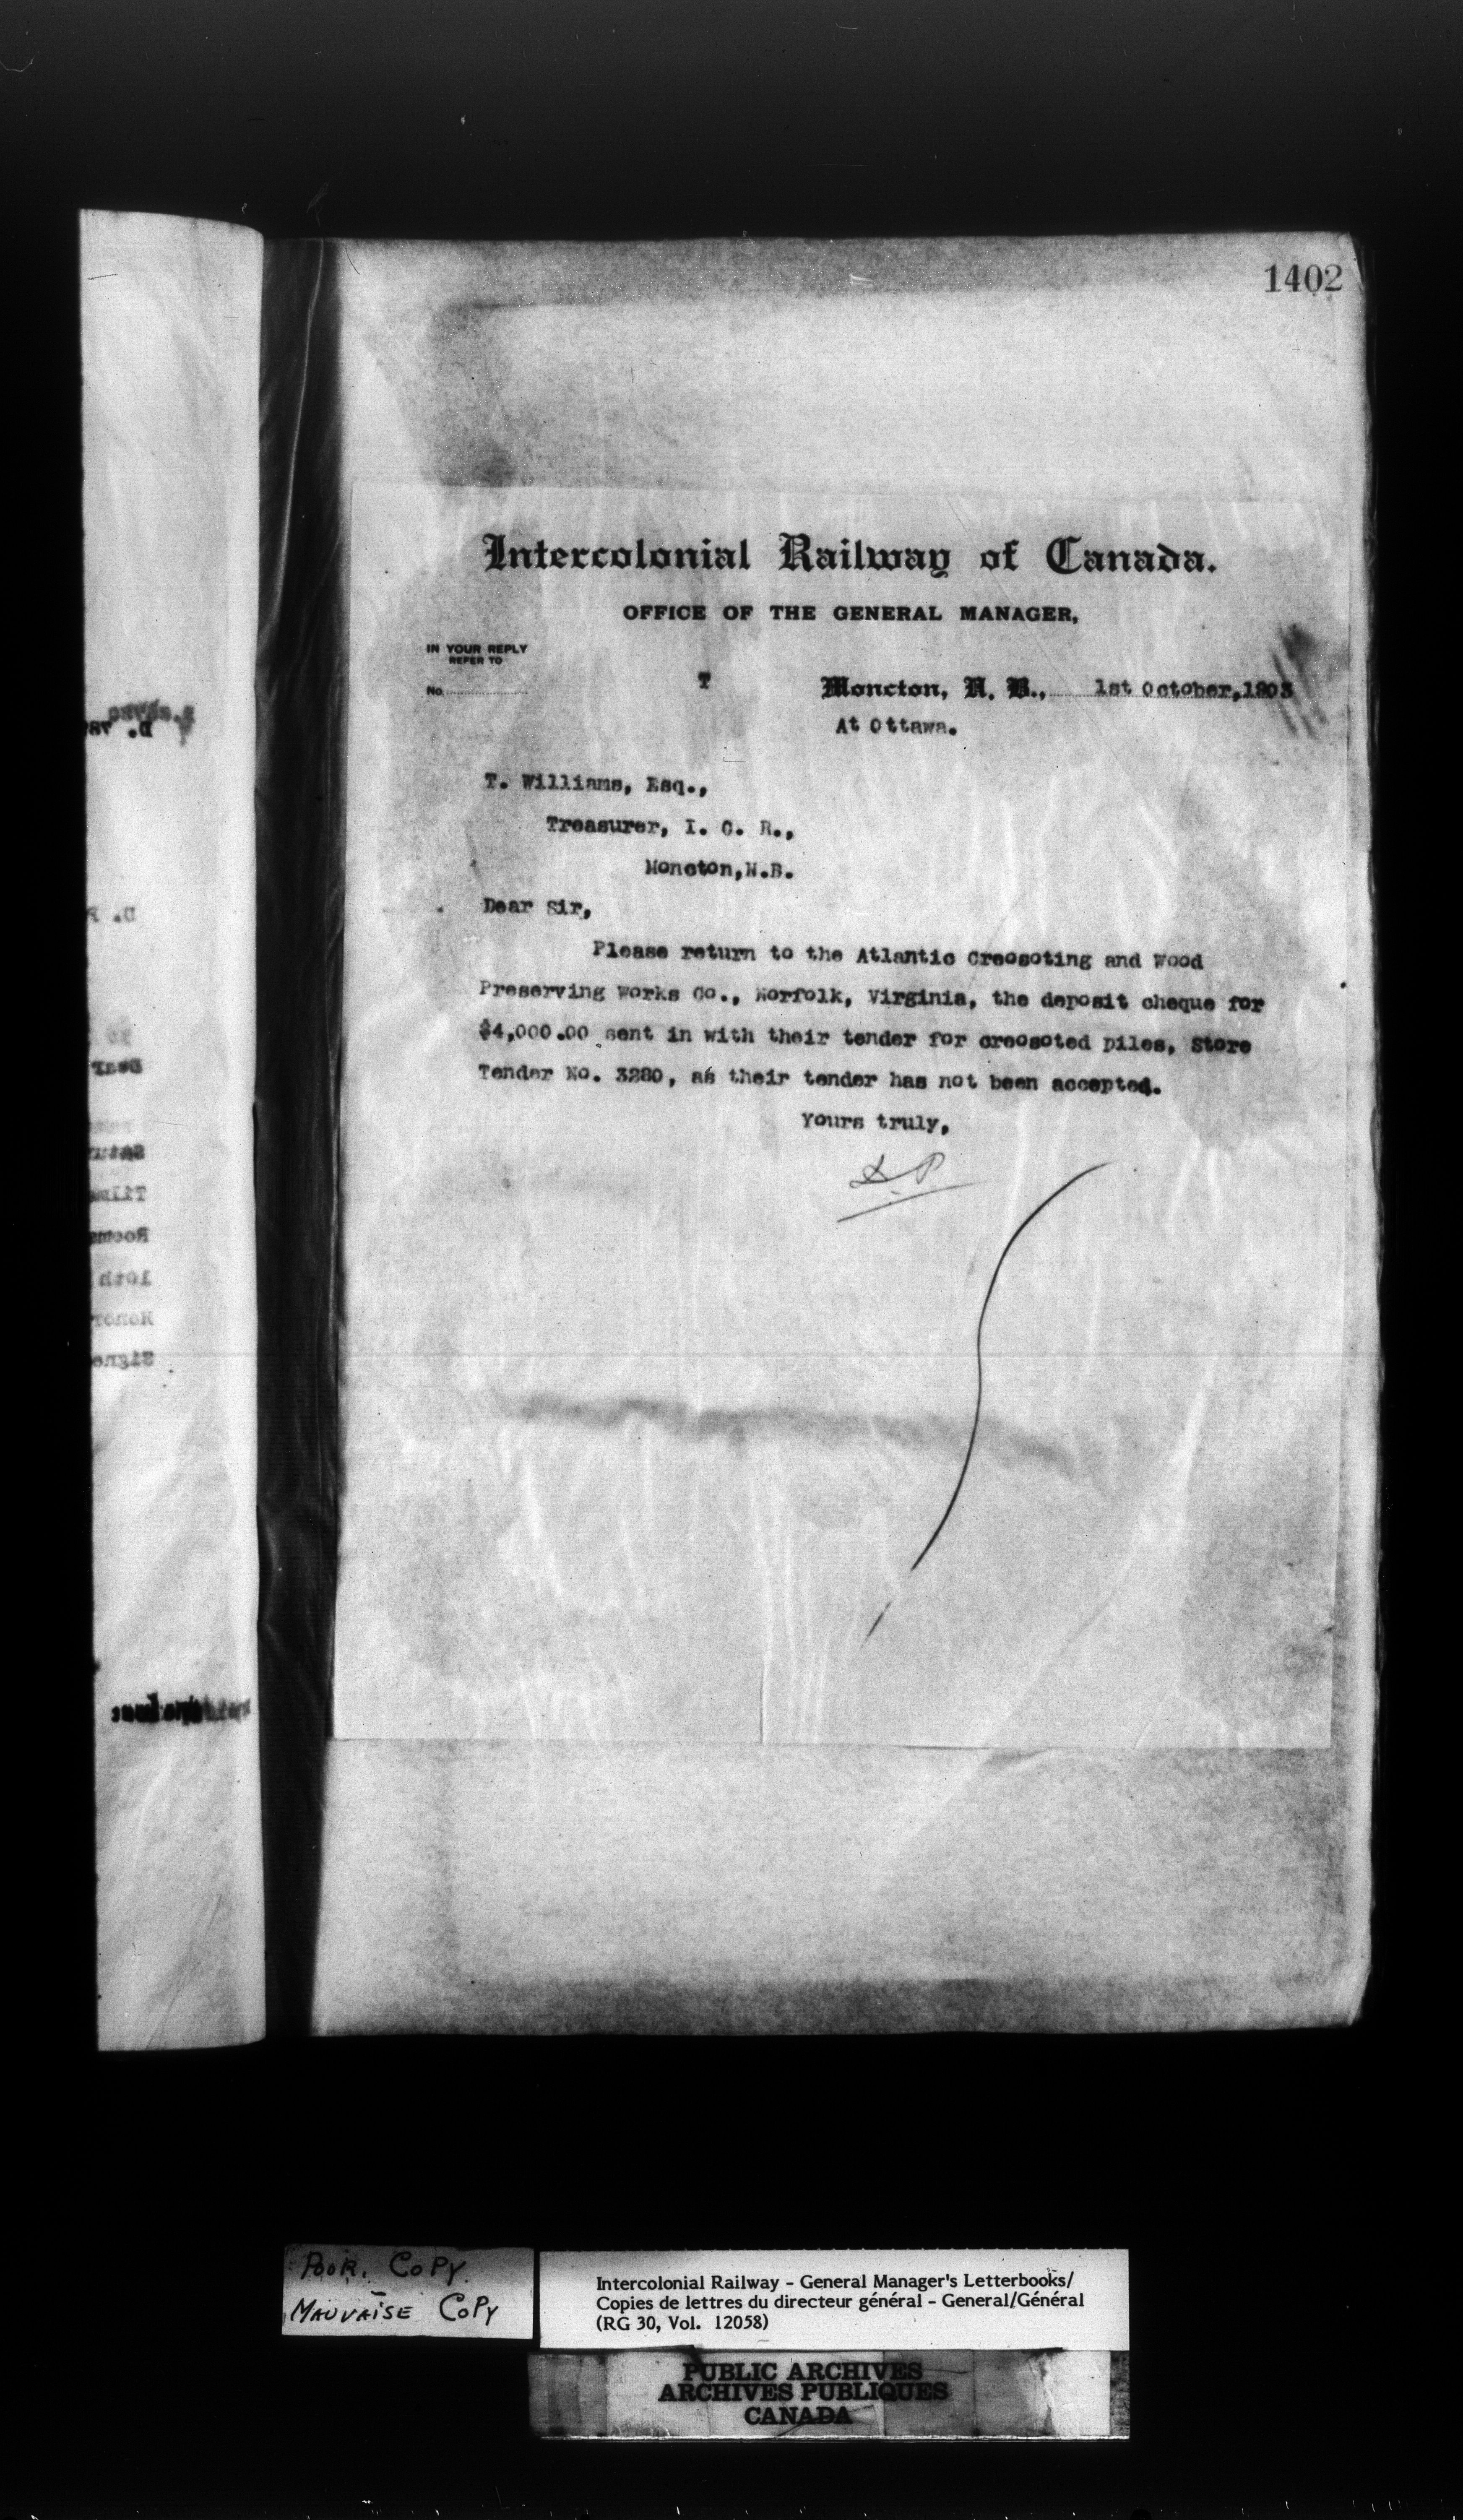 1402
Intercolonial Railway of Canada.
OFFICE OF THE GENERAL MANAGER,
IN YOUR REPLY
REFER TO
No.
T
Moncton, N. B., 1st October, 1903
At Ottawa.
T. Williams, Esq.,
Treasurer, I. C. R.,
Moncton, N.B.
Dear Sir,
Please return to the Atlantic Creosoting and Wood
Preserving Works Co., Norfolk, Virginia, the deposit cheque for
$4,000.00 sent in with their tender for creosoted piles, Store
Tender No. 3280, as their tender has not been accepted.
Yours truly,
POOR. COPY.
MAUVAISE COPY
Intercolonial Railway - General Manager's Letterbooks/
Copies de lettres du directeur général - General/Général
(RG 30, Vol. 12058)
PUBLIC ARCHIVES
ARCHIVES PUBLIQUES
CANADA